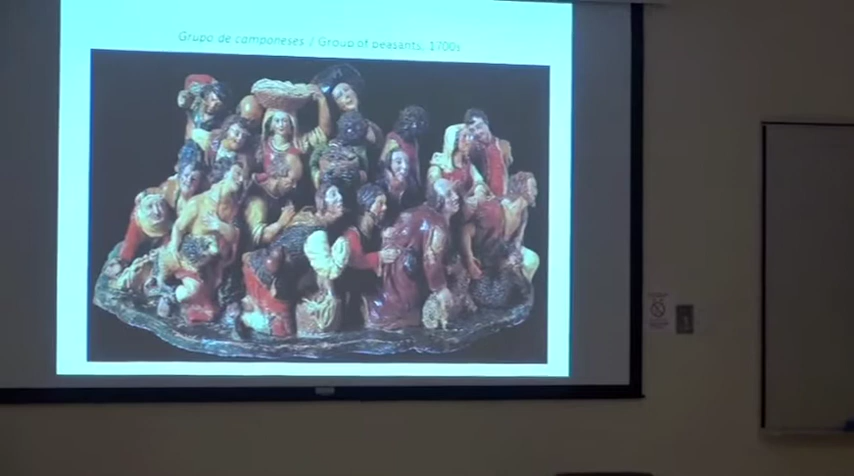 Grupo de camponeses / Group of peasants, 1700s